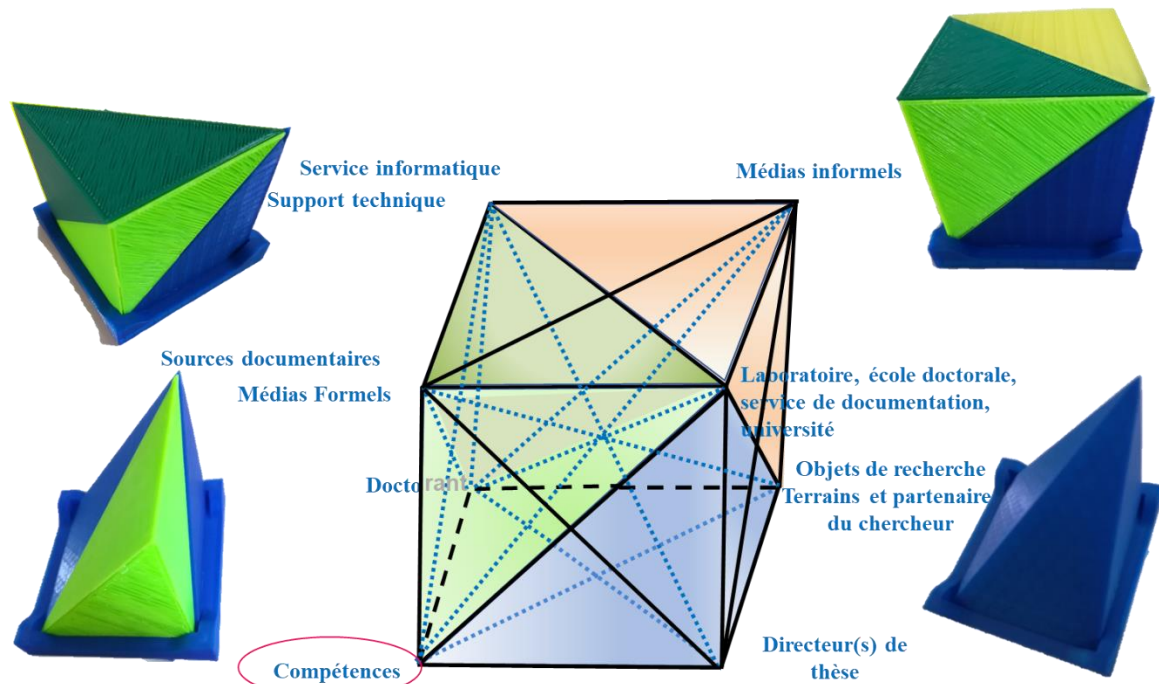 Service informatique
Support technique
Médias informels
Sources documentaires
Médias Formels
Laboratoire, école doctorale,
service de documentation,
université
Doctorant
Objets de recherche
Terrains et partenaire
du chercheur
Compétences
Directeur(s) de
thèse